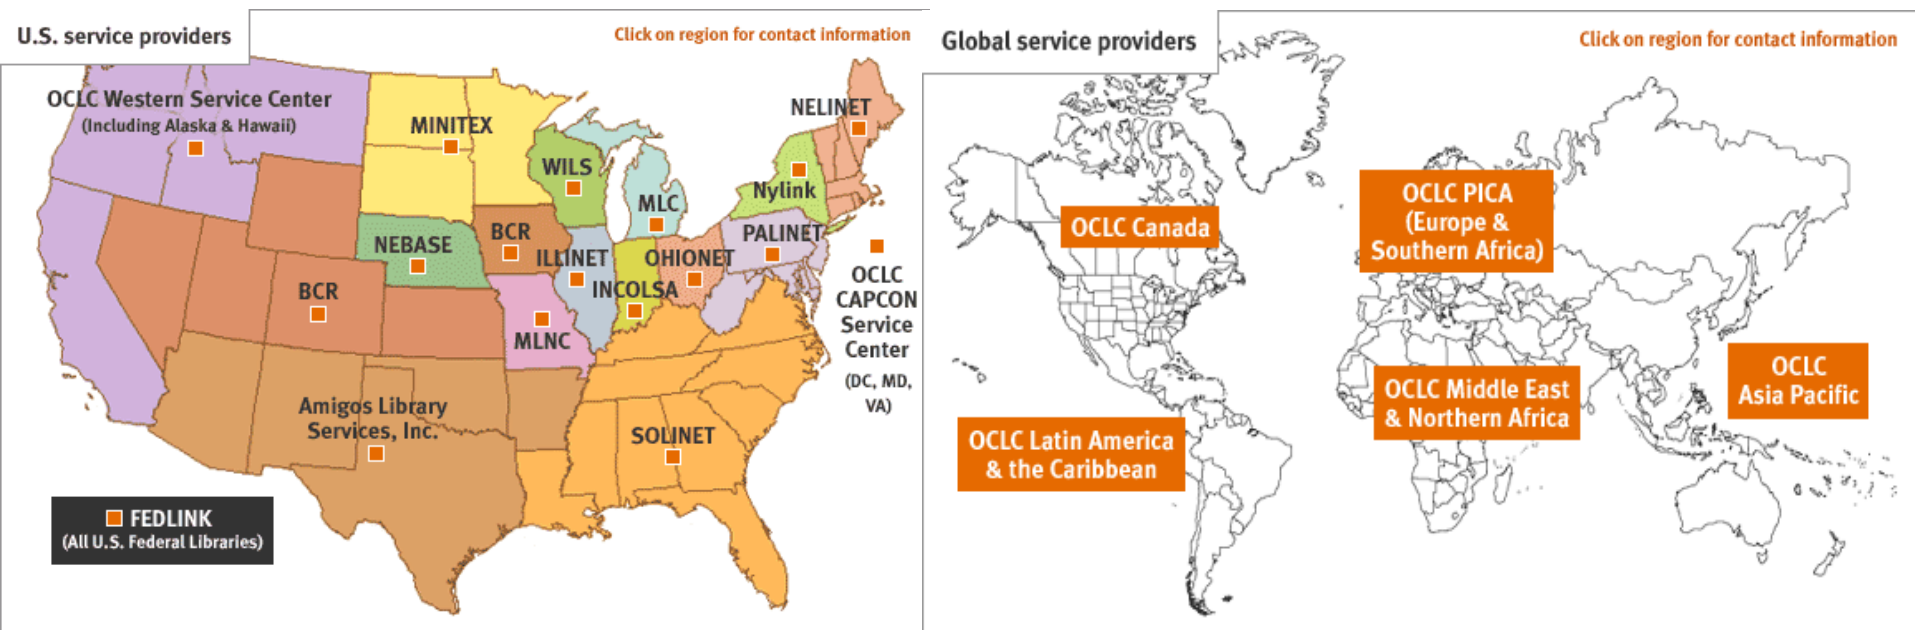 U.S. service providers
Click on region for contact information
OCLC Western Service Center
(Including Alaska & Hawaii)
MINITEX
NELINET
WILS
MLC
Nylink
NEBASE
BCR
ILLINET
INCOLSA
OHIONET
PALINET
BCR
MLNC
OCLC
CAPCON
Service
Center
(DC, MD,
VA)
Amigos Library
Services, Inc.
SOLINET
FEDLINK
(All U.S. Federal Libraries)
Global service providers
Click on region for contact information
OCLC Canada
OCLC PICA
(Europe &
Southern Africa)
OCLC Latin America
& the Caribbean
OCLC Middle East
& Northern Africa
OCLC
Asia Pacific